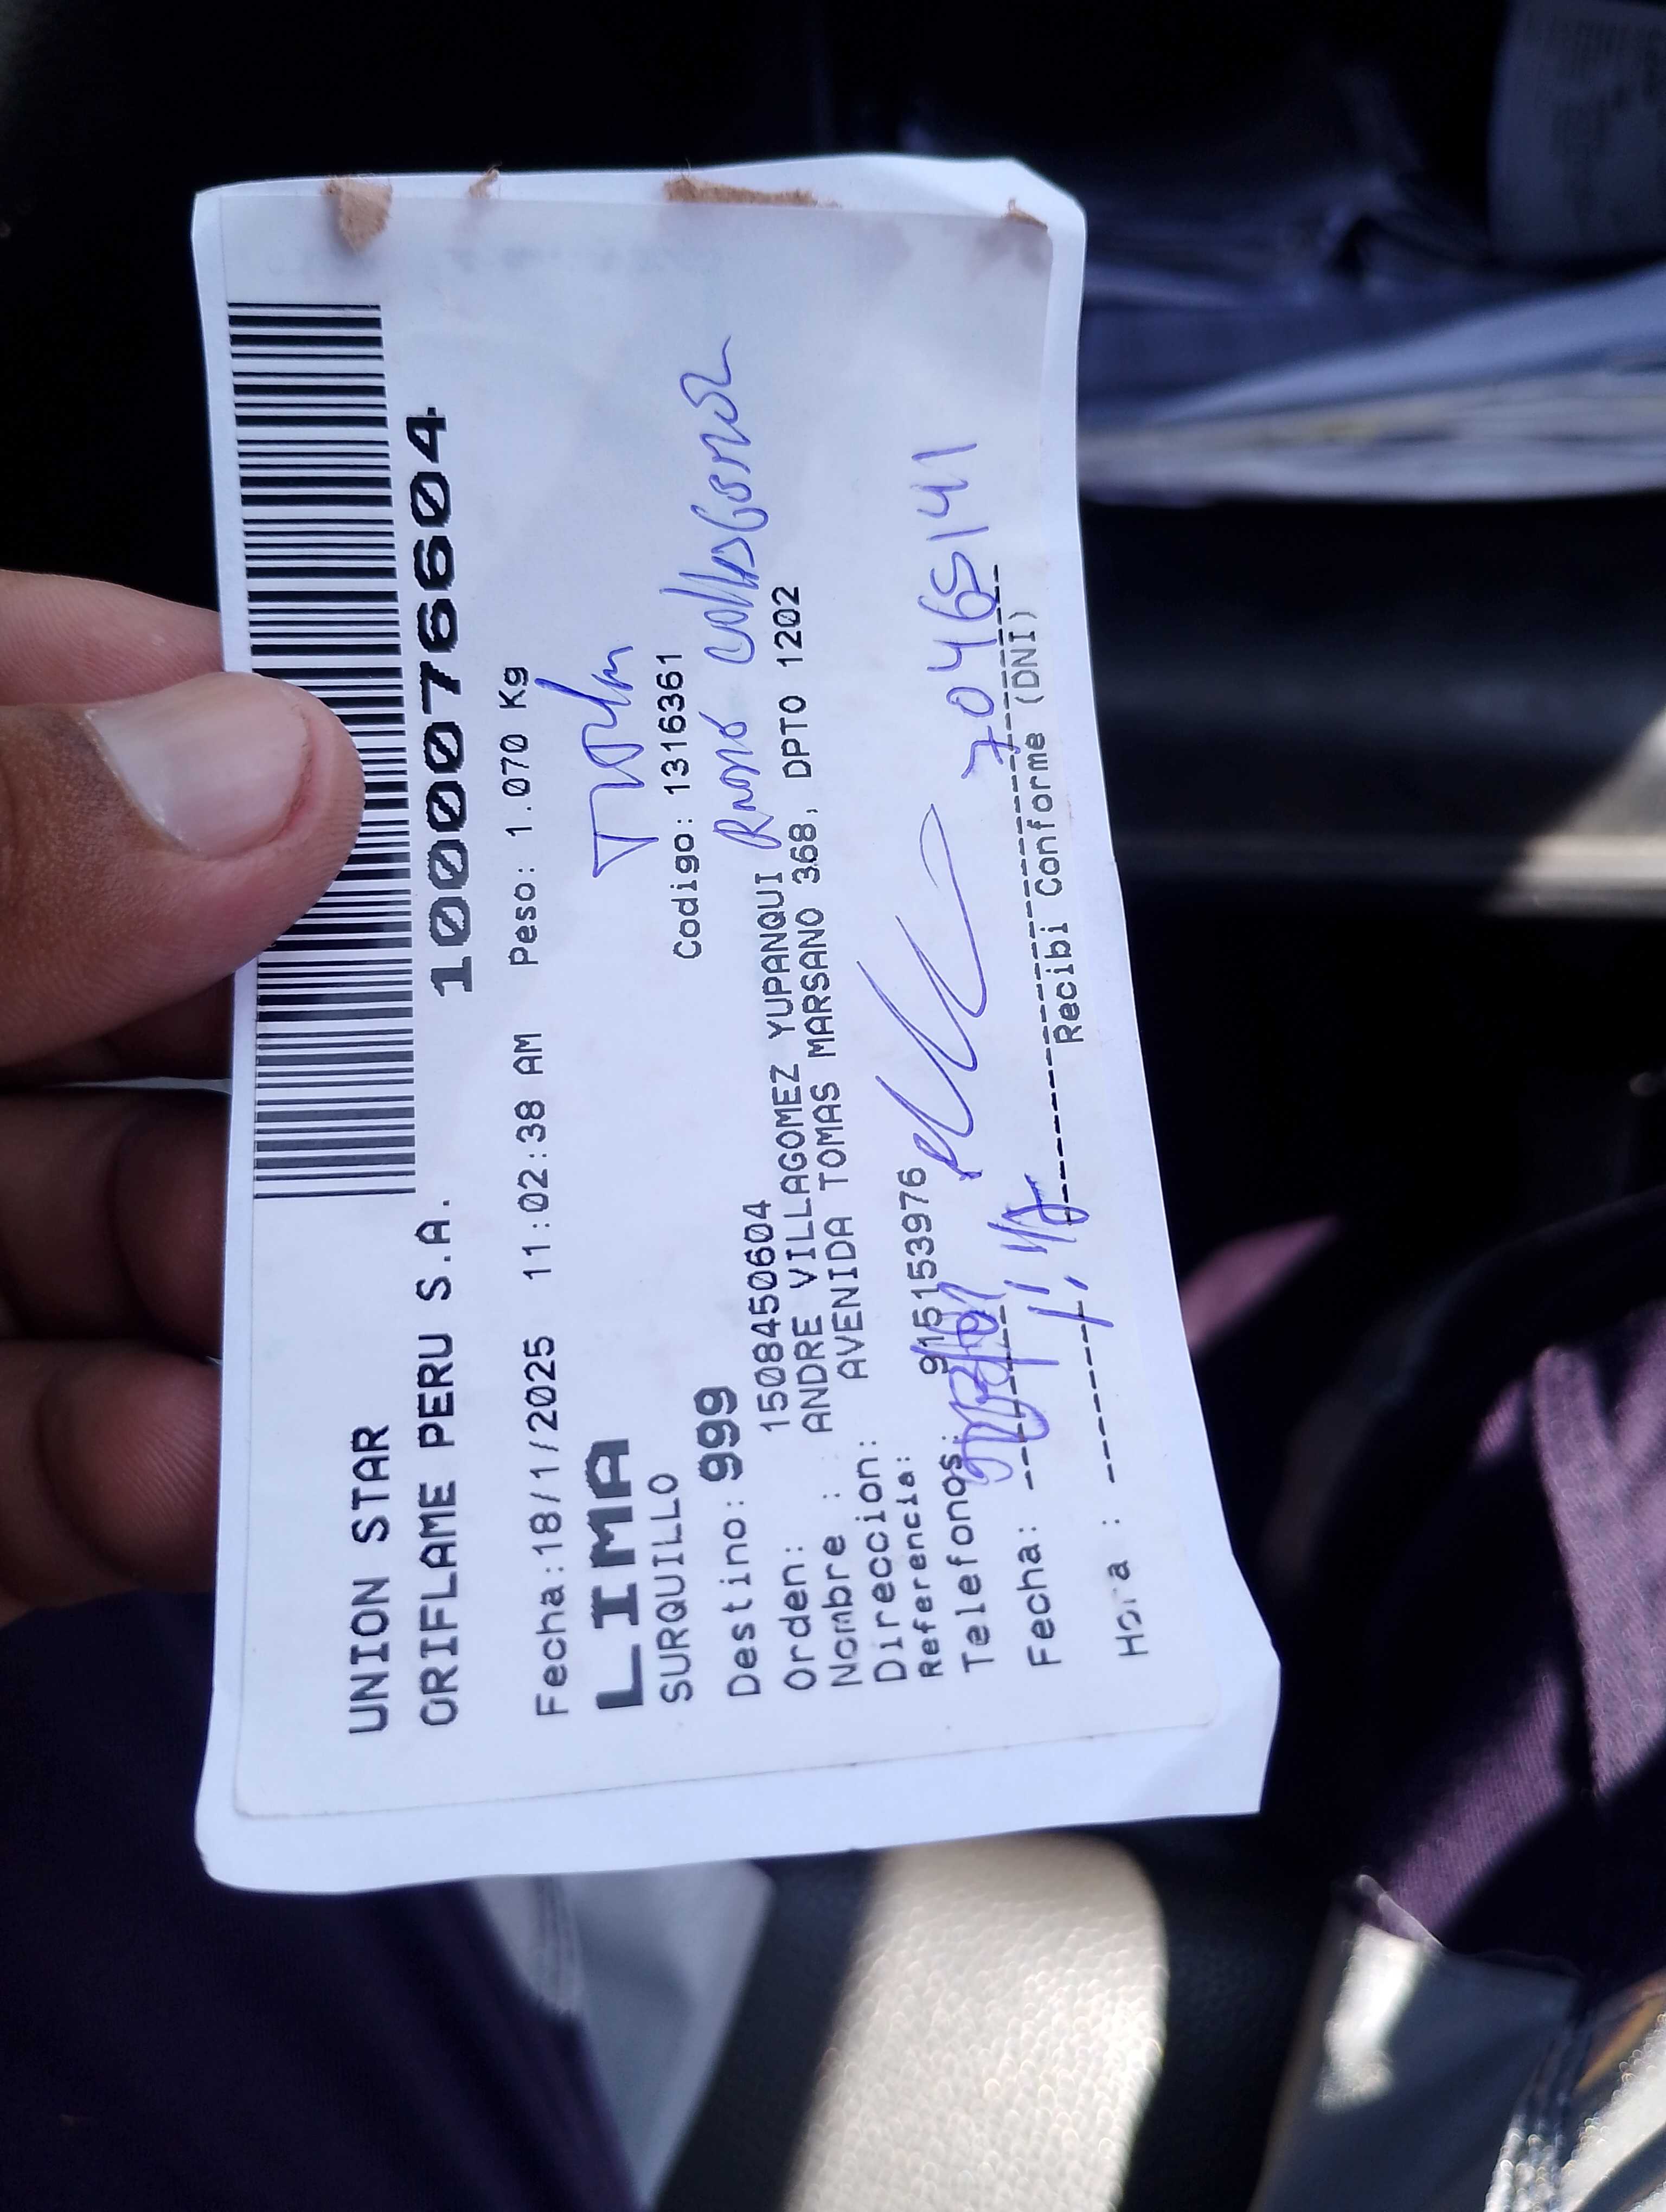 UNION STAR
ORIFLAME PERU S.A.
100076604
Fecha:18/1/2025 11:02:38 AM Peso: 1.070 Kg
LIMA
SURQUILLO
Codigo: 1316361
Destino: 999
Orden: 1508450604
Nombre : ANDRE VILLAGOMEZ YUPANQUI
Direccion: AVENIDA TOMAS MARSANO 368, DPTO 1202
Referencia:
Telefonos: 915153976
70465141
Fecha:
Recibi Conforme (DNI)
Hora :